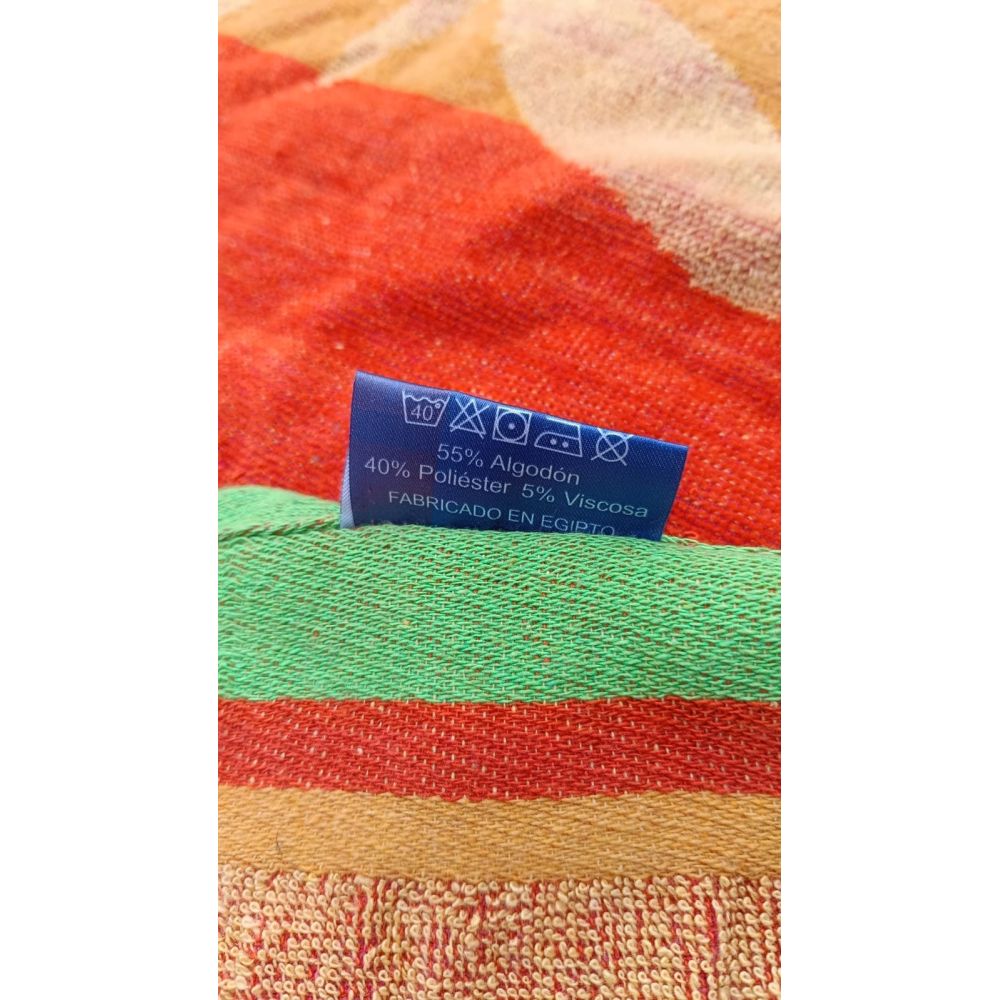 40°
55% Algodón
40% Poliéster 5% Viscosa
FABRICADO EN EGIPTO